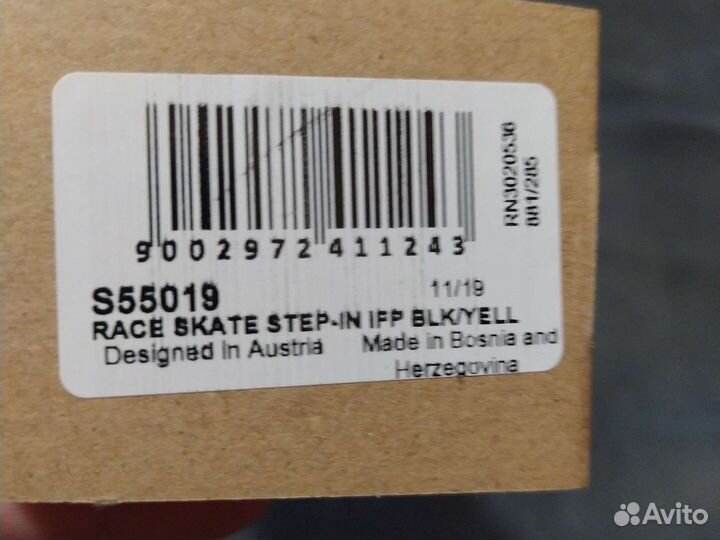 9002972411243
RN3020536
881/285
S55019
11/19
RACE SKATE STEP-IN IFP BLK/YELL
Designed in Austria Made in Bosnia and
Herzegovina
Avito